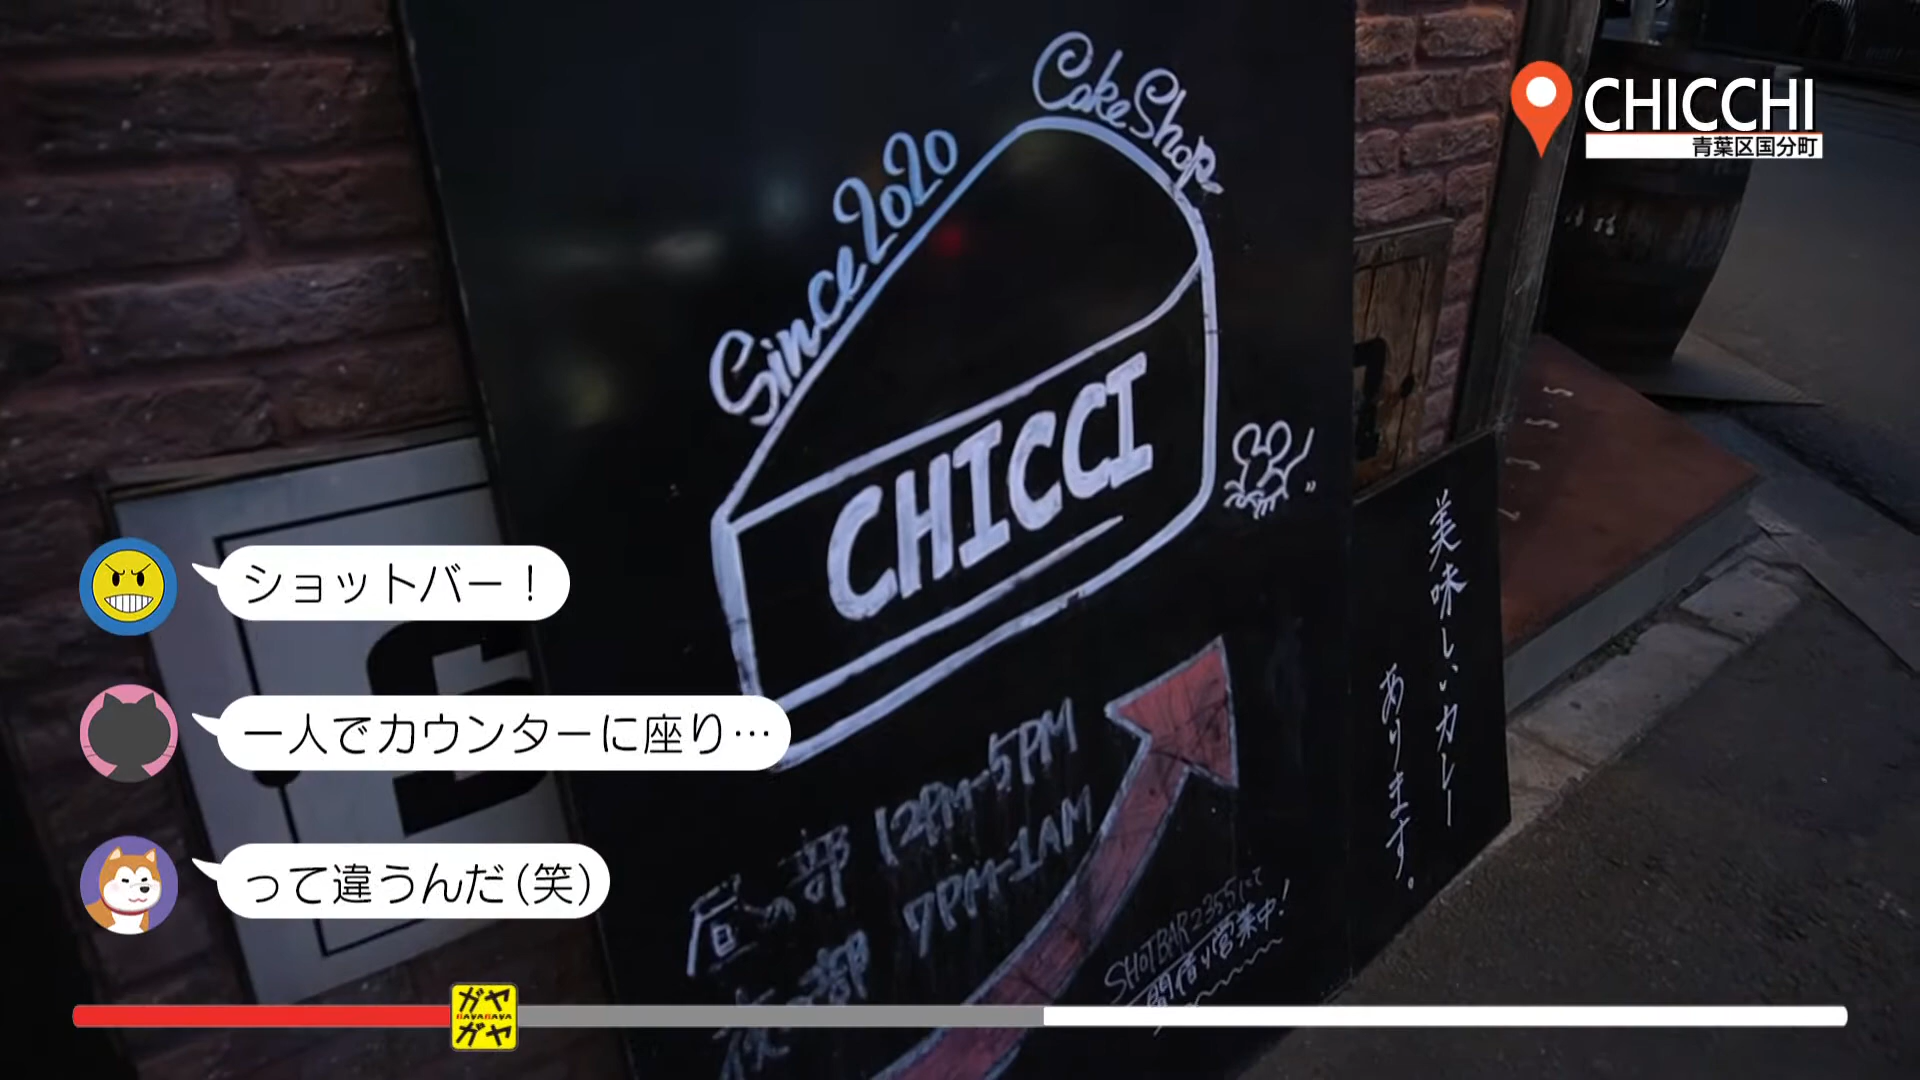 CHICCHI
青葉区国分町
Since 2020
Cake Shop
CHICCI
昼の部 12PM-5PM
夜の部 7PM-1AM
SHOTBAR2355にて
間借り営業中!
美味しいカレー
あります。
ショットバー!
一人でカウンターに座り…
って違うんだ(笑)
ガヤ
GAYAGAYA
ガヤ